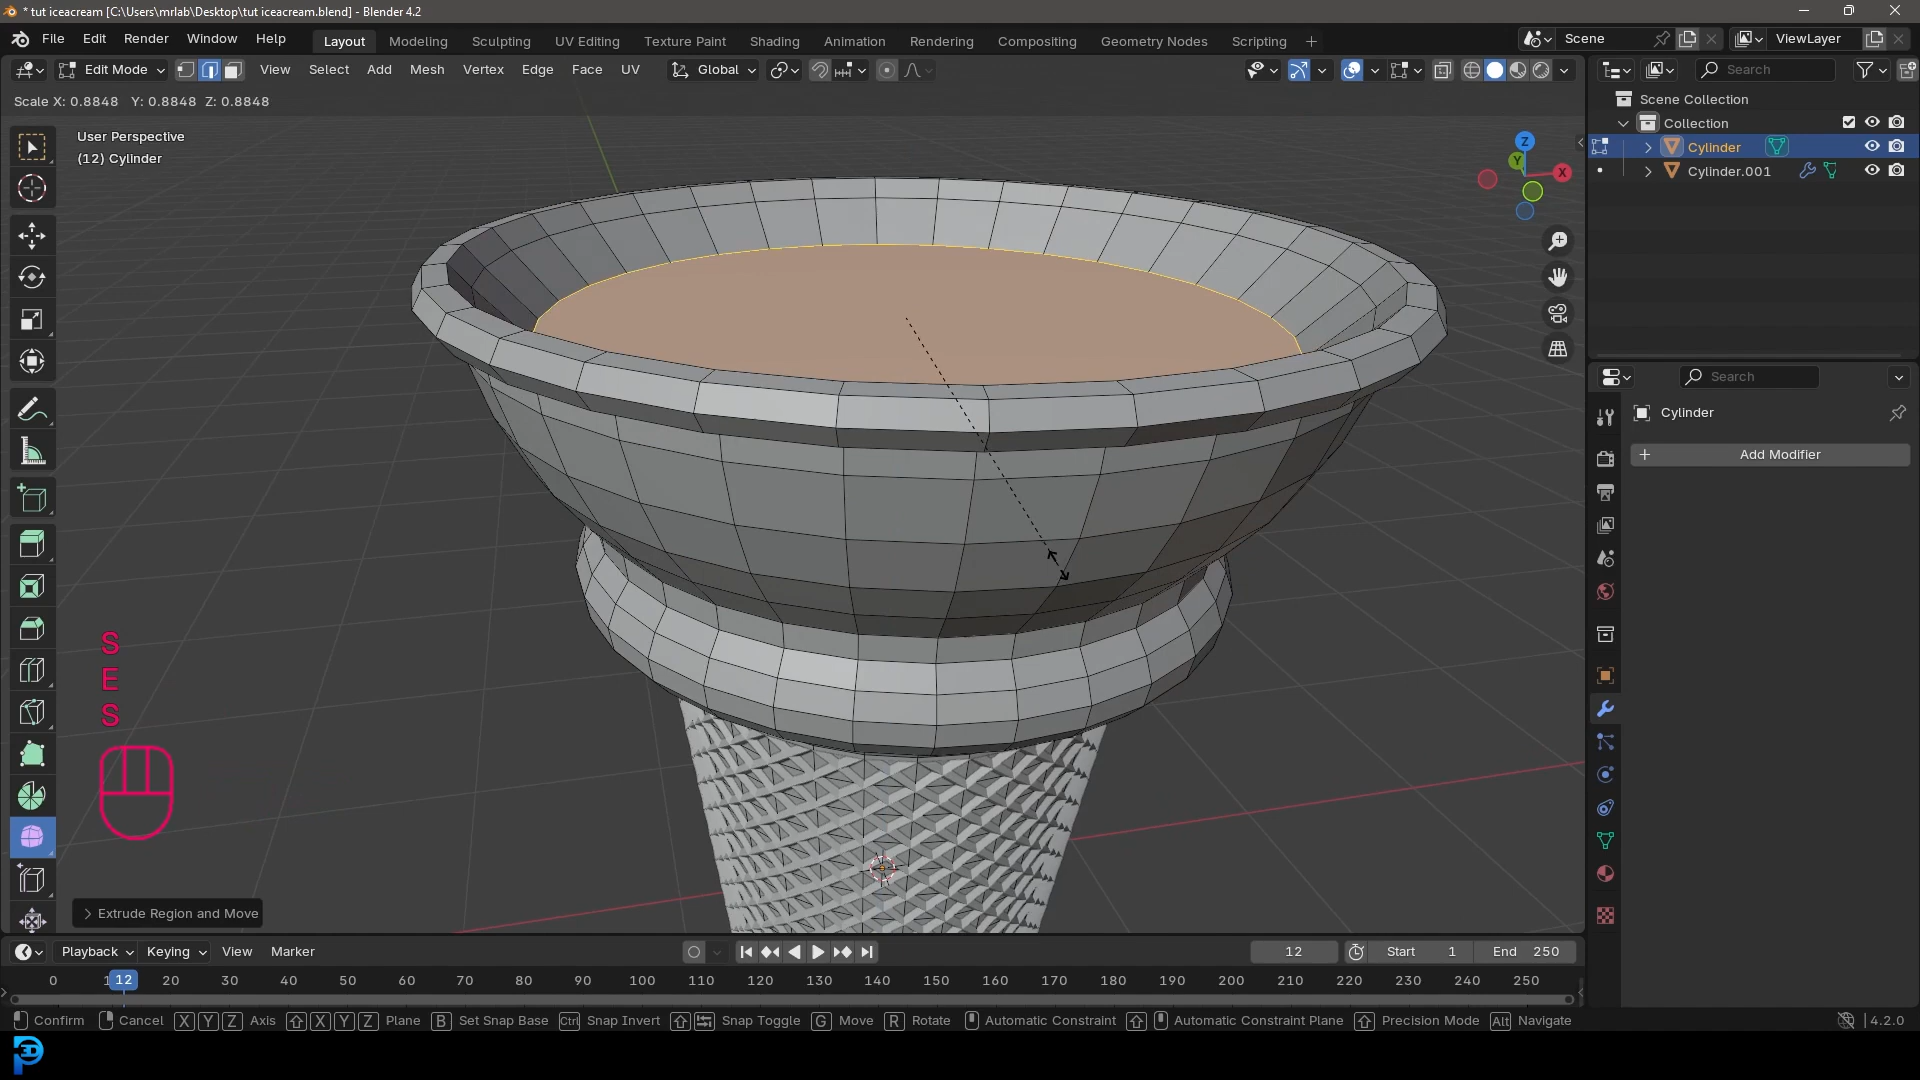 * tut iceacream [C:\Users\mrlab\Desktop\tut iceacream.blend] - Blender 4.2
File Edit Render Window Help Layout Modeling Sculpting UV Editing Texture Paint Shading Animation Rendering Compositing Geometry Nodes Scripting + Scene ViewLayer
Edit Mode View Select Add Mesh Vertex Edge Face UV Global Search
Scale X: 0.8848 Y: 0.8848 Z: 0.8848
User Perspective
(12) Cylinder
Z
Y
X
Scene Collection
Collection
Cylinder
Cylinder.001
Search
Cylinder
+ Add Modifier
S
E
S
Extrude Region and Move
Playback Keying View Marker 12 Start 1 End 250
0 12 20 30 40 50 60 70 80 90 100 110 120 130 140 150 160 170 180 190 200 210 220 230 240 250
Confirm Cancel X Y Z Axis X Y Z Plane B Set Snap Base Ctrl Snap Invert Snap Toggle G Move R Rotate Automatic Constraint Automatic Constraint Plane Precision Mode Alt Navigate 4.2.0
3D